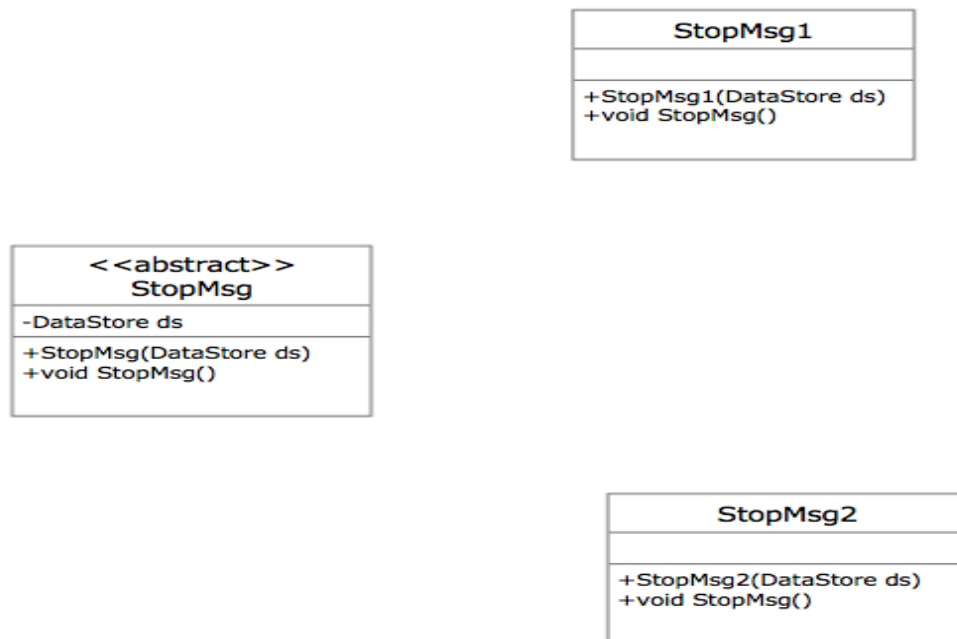 StopMsg1
+StopMsg1(DataStore ds)
+void StopMsg()
<<abstract>>
StopMsg
-DataStore ds
+StopMsg(DataStore ds)
+void StopMsg()
StopMsg2
+StopMsg2(DataStore ds)
+void StopMsg()